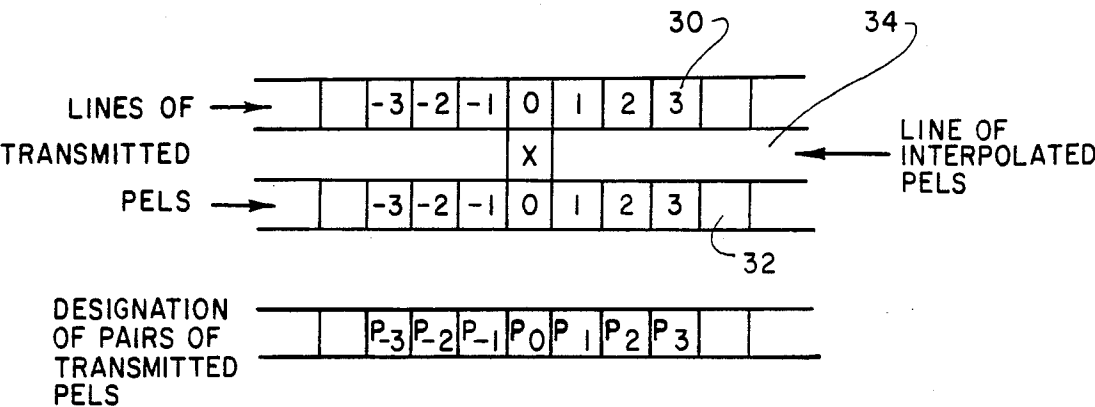 30 34
LINES OF -3 -2 -1 0 1 2 3
TRANSMITTED X LINE OF INTERPOLATED PELS
PELS -3 -2 -1 0 1 2 3
32
DESIGNATION
OF PAIRS OF P-3 P-2 P-1 P0 P1 P2 P3
TRANSMITTED
PELS